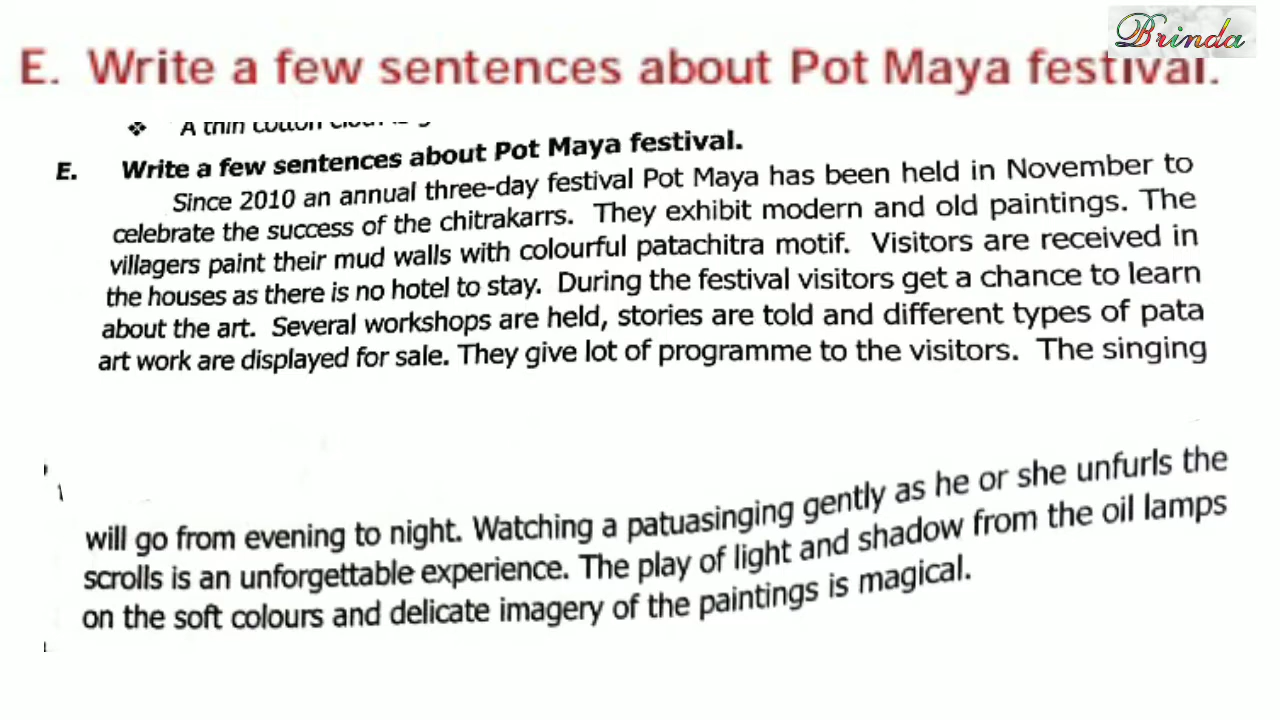 Brinda
E. Write a few sentences about Pot Maya festival.
❖ A thin cotton
E. Write a few sentences about Pot Maya festival.
Since 2010 an annual three-day festival Pot Maya has been held in November to
celebrate the success of the chitrakarrs. They exhibit modern and old paintings. The
villagers paint their mud walls with colourful patachitra motif. Visitors are received in
the houses as there is no hotel to stay. During the festival visitors get a chance to learn
about the art. Several workshops are held, stories are told and different types of pata
art work are displayed for sale. They give lot of programme to the visitors. The singing
will go from evening to night. Watching a patuasinging gently as he or she unfurls the
scrolls is an unforgettable experience. The play of light and shadow from the oil lamps
on the soft colours and delicate imagery of the paintings is magical.